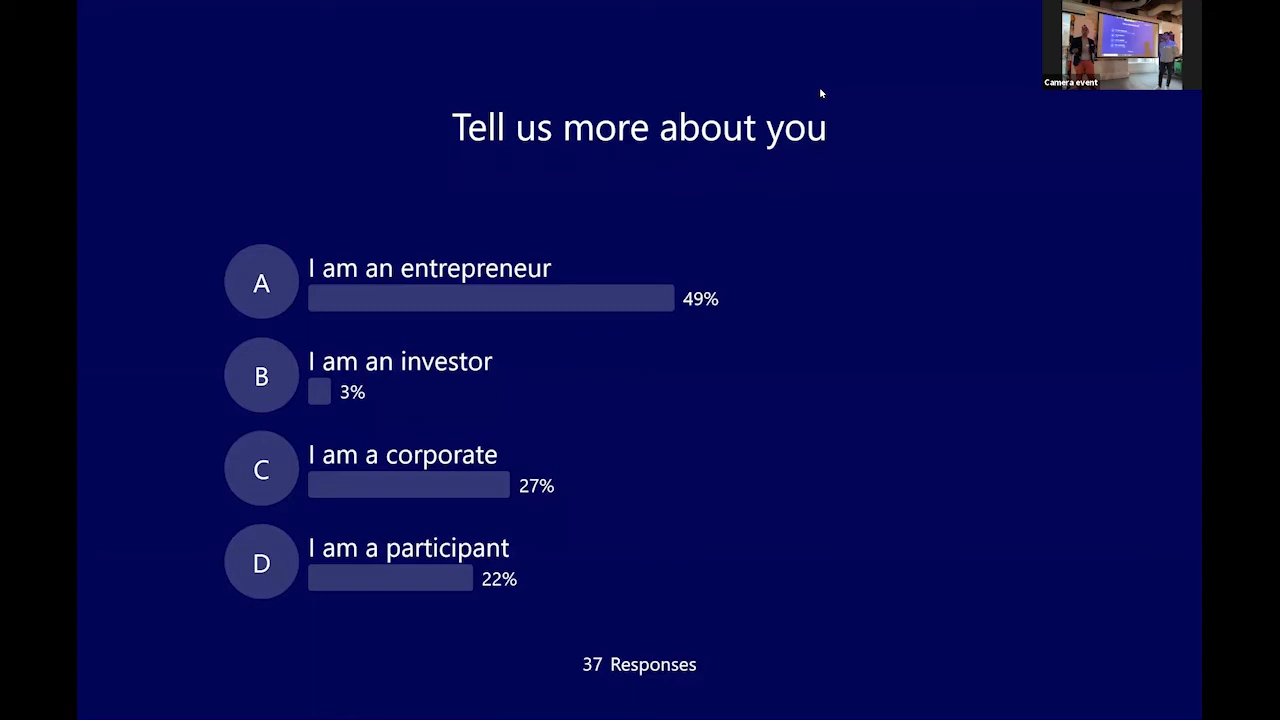 Camera event
Tell us more about you
A
I am an entrepreneur
49%
B
I am an investor
3%
C
I am a corporate
27%
D
I am a participant
22%
37 Responses